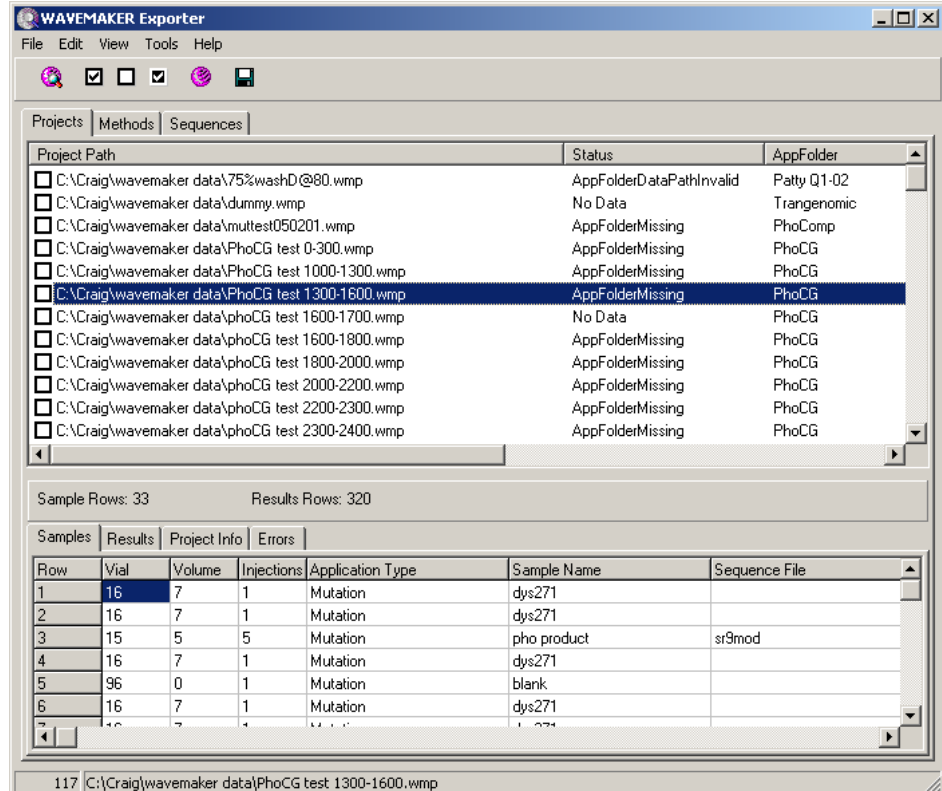 WAVEMAKER Exporter
File Edit View Tools Help
Projects Methods Sequences
Project Path Status AppFolder
C:\Craig\wavemaker data\75%washD@80.wmp AppFolderDataPathInvalid Patty Q1-02
C:\Craig\wavemaker data\dummy.wmp No Data Trangenomic
C:\Craig\wavemaker data\muttest050201.wmp AppFolderMissing PhoComp
C:\Craig\wavemaker data\PhoCG test 0-300.wmp AppFolderMissing PhoCG
C:\Craig\wavemaker data\PhoCG test 1000-1300.wmp AppFolderMissing PhoCG
C:\Craig\wavemaker data\PhoCG test 1300-1600.wmp AppFolderMissing PhoCG
C:\Craig\wavemaker data\phoCG test 1600-1700.wmp No Data PhoCG
C:\Craig\wavemaker data\phoCG test 1600-1800.wmp AppFolderMissing PhoCG
C:\Craig\wavemaker data\phoCG test 1800-2000.wmp AppFolderMissing PhoCG
C:\Craig\wavemaker data\phoCG test 2000-2200.wmp AppFolderMissing PhoCG
C:\Craig\wavemaker data\phoCG test 2200-2300.wmp AppFolderMissing PhoCG
C:\Craig\wavemaker data\phoCG test 2300-2400.wmp AppFolderMissing PhoCG
Sample Rows: 33 Results Rows: 320
Samples Results Project Info Errors
Row Vial Volume Injections Application Type Sample Name Sequence File
1 16 7 1 Mutation dys271
2 16 7 1 Mutation dys271
3 15 5 5 Mutation pho product sr9mod
4 16 7 1 Mutation dys271
5 96 0 1 Mutation blank
6 16 7 1 Mutation dys271
117 C:\Craig\wavemaker data\PhoCG test 1300-1600.wmp